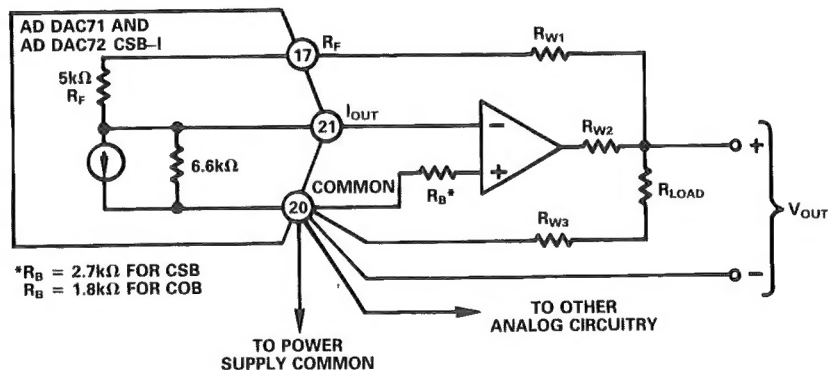 AD DAC71 AND
AD DAC72 CSB–I
17
RF
RW1
5kΩ
RF
21
IOUT
6.6kΩ
–
+
RW2
+
COMMON
RB*
RLOAD
VOUT
20
RW3
–
*RB = 2.7kΩ FOR CSB
RB = 1.8kΩ FOR COB
TO OTHER
ANALOG CIRCUITRY
TO POWER
SUPPLY COMMON